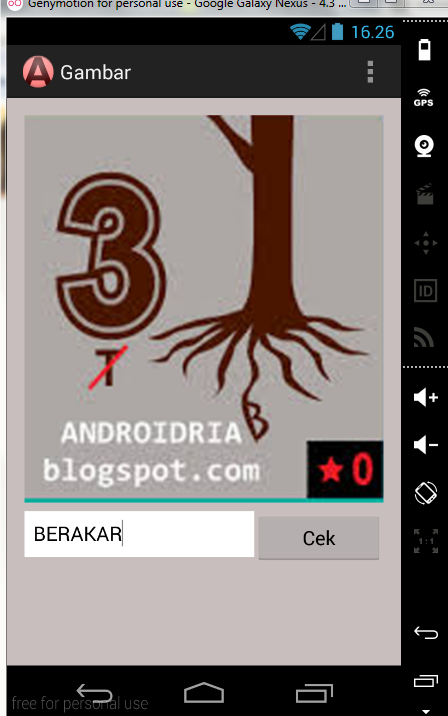 Genymotion for personal use - Google Galaxy Nexus - 4.3 ...
16.26
Gambar
GPS
3
T
B
ID
ANDROIDRIA
blogspot.com
★0
BERAKAR
Cek
1:1
free for personal use